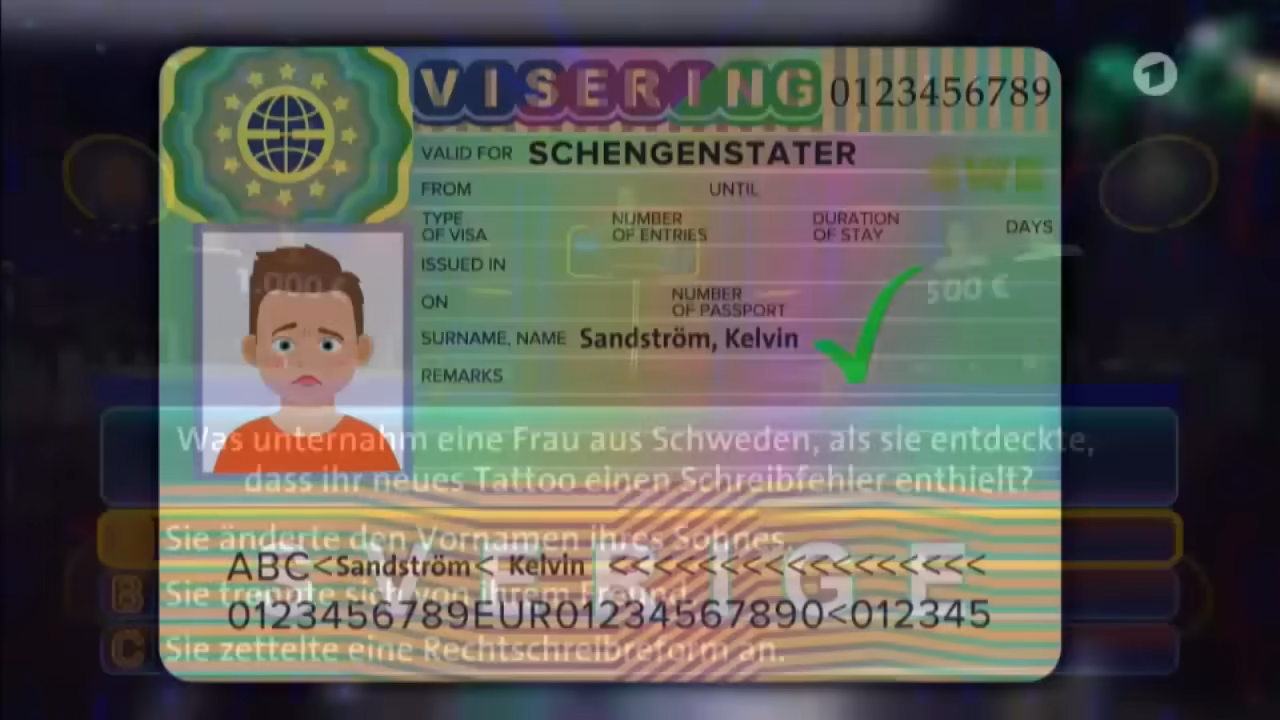 VISERING 0123456789
VALID FOR SCHENGENSTATER
FROM UNTIL
TYPE OF VISA NUMBER OF ENTRIES DURATION OF STAY DAYS
ISSUED IN
ON NUMBER OF PASSPORT
1.000 € 500 €
SURNAME, NAME Sandström, Kelvin
REMARKS
Was unternahm eine Frau aus Schweden, als sie entdeckte,
dass ihr neues Tattoo einen Schreibfehler enthielt?
Sie änderte den Vornamen ihres Sohnes.
ABC<Sandström< Kelvin <<<<<<<<<<<<<<<<
B Sie trennte sich von ihrem Freund.
0123456789EUR01234567890<012345
C Sie zettelte eine Rechtschreibreform an.